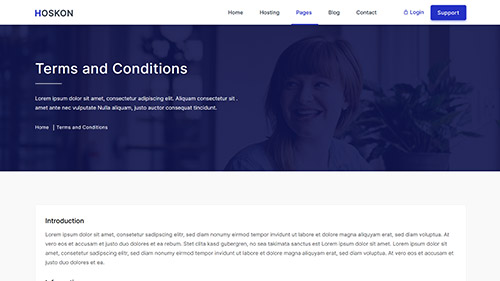 HOSKON
Home Hosting Pages Blog Contact Login Support
Terms and Conditions
Lorem ipsum dolor sit amet, consectetur adipiscing elit. Aliquam consectetur sit .
amet ante nec vulputate Nulla aliquam, justo auctor consequat tincidunt.
Home | Terms and Conditions
Introduction
Lorem ipsum dolor sit amet, consetetur sadipscing elitr, sed diam nonumy eirmod tempor invidunt ut labore et dolore magna aliquyam erat, sed diam voluptua. At
vero eos et accusam et justo duo dolores et ea rebum. Stet clita kasd gubergren, no sea takimata sanctus est Lorem ipsum dolor sit amet. Lorem ipsum dolor sit
amet, consetetur sadipscing elitr, sed diam nonumy eirmod tempor invidunt ut labore et dolore magna aliquyam erat, sed diam voluptua. At vero eos et accusam et
justo duo dolores et ea.